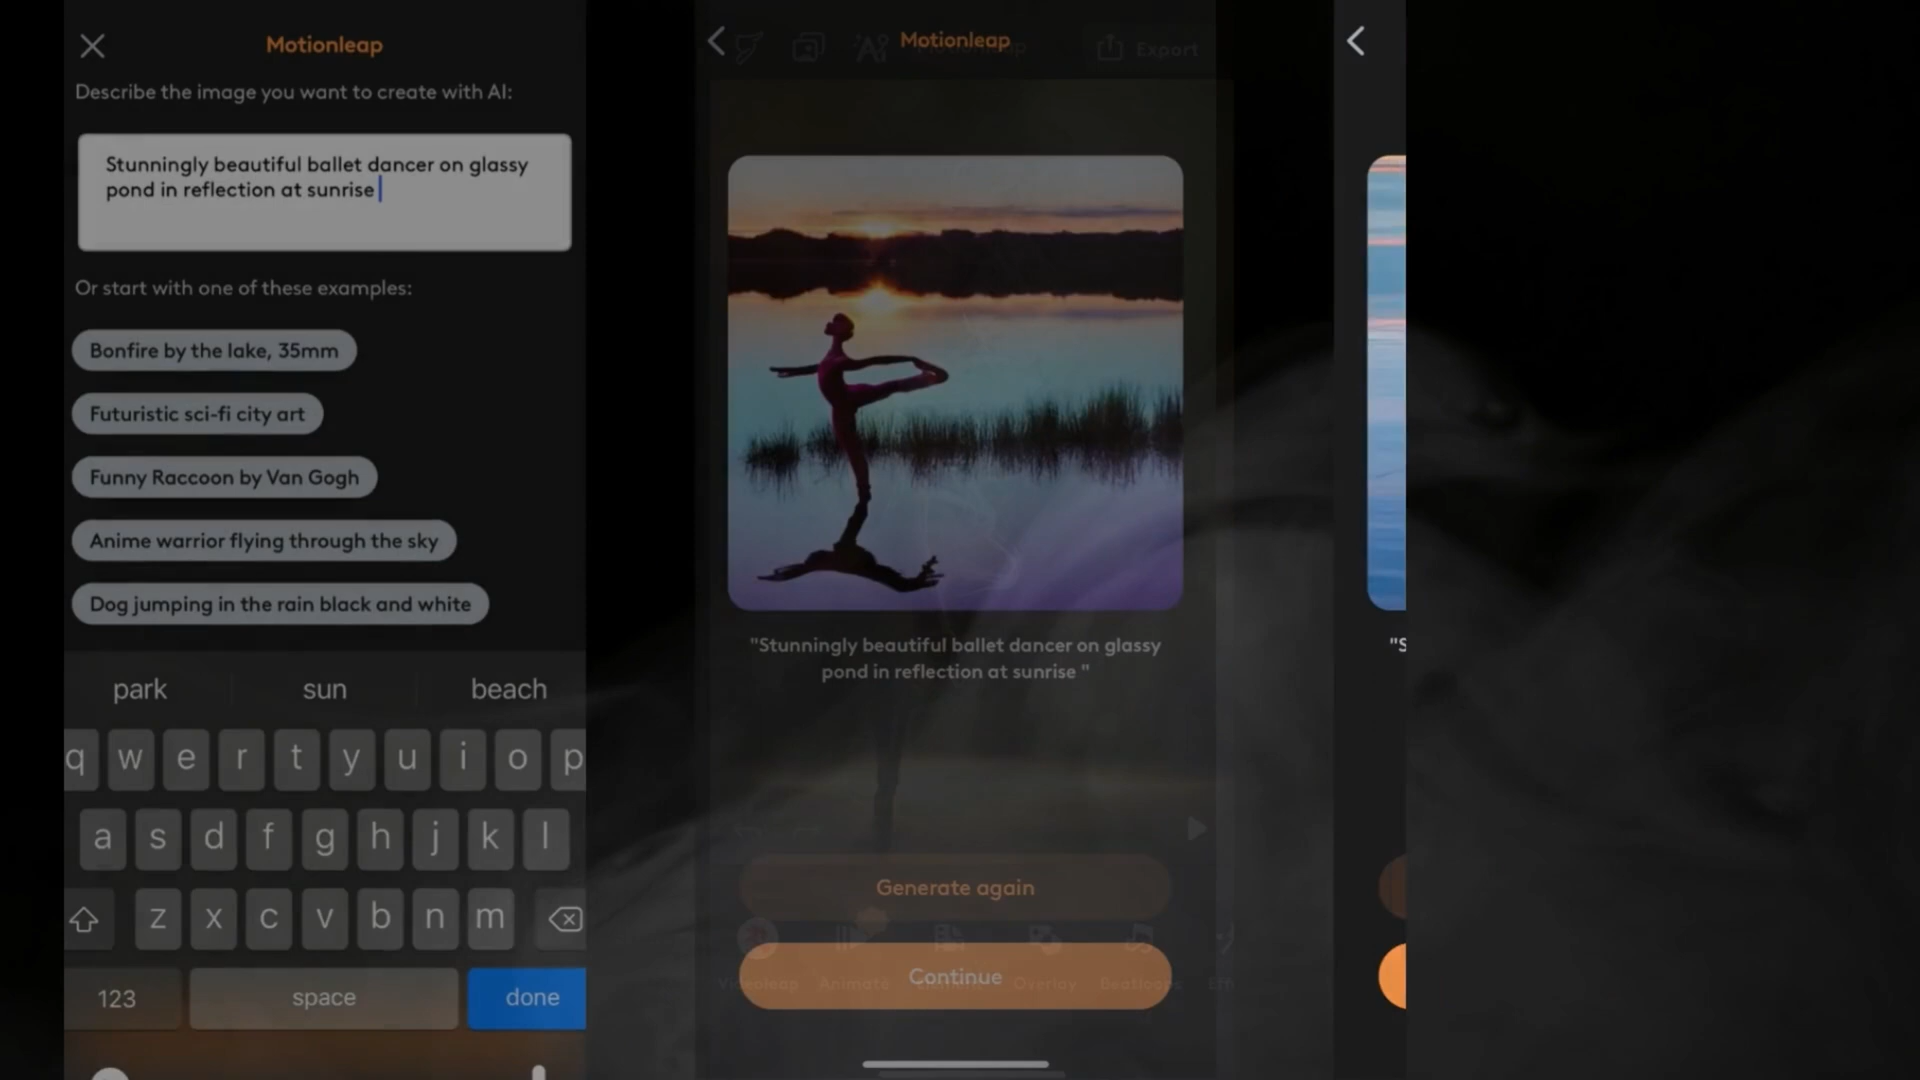 Motionleap
Describe the image you want to create with AI:
Stunningly beautiful ballet dancer on glassy
pond in reflection at sunrise
Or start with one of these examples:
Bonfire by the lake, 35mm
Futuristic sci-fi city art
Funny Raccoon by Van Gogh
Anime warrior flying through the sky
Dog jumping in the rain black and white
park sun beach
q w e r t y u i o p
a s d f g h j k l
z x c v b n m
123 space done
Motionleap
Export
"Stunningly beautiful ballet dancer on glassy
pond in reflection at sunrise "
Generate again
Continue
Videoleap Animate Overlay Beatloops
"S